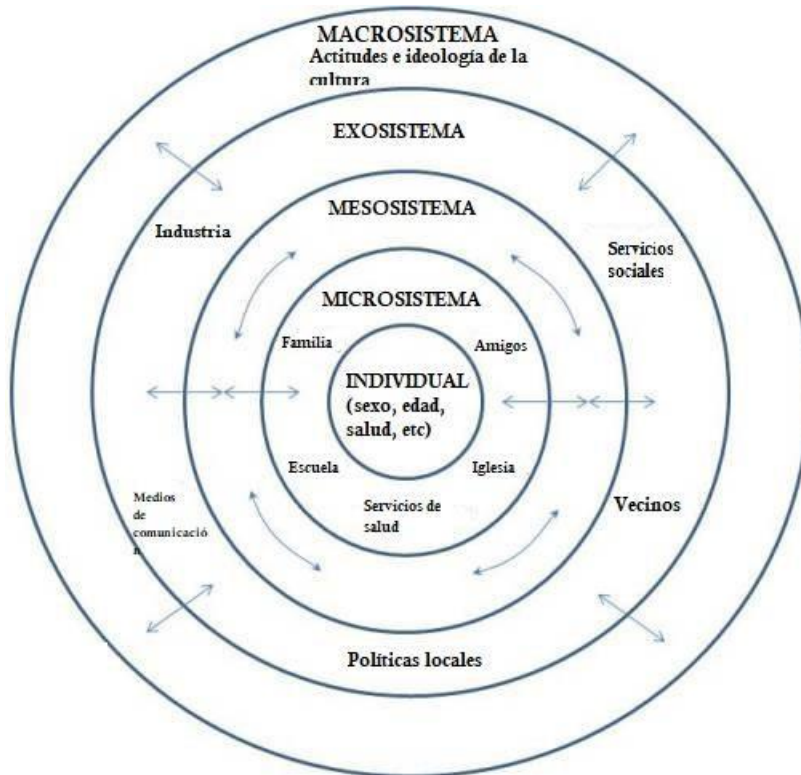 MACROSISTEMA
Actitudes e ideología de la
cultura
EXOSISTEMA
MESOSISTEMA
Industria
Servicios
sociales
MICROSISTEMA
Familia
Amigos
INDIVIDUAL
(sexo, edad,
salud, etc)
Escuela
Iglesia
Servicios de
salud
Medios
de
comunicació
n
Vecinos
Políticas locales